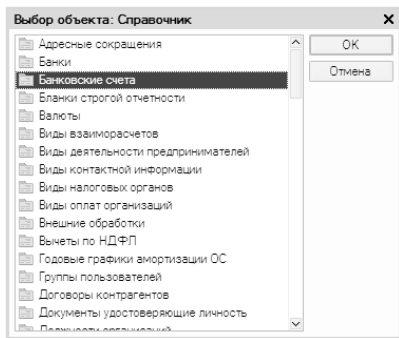 Выбор объекта: Справочник
Адресные сокращения
Банки
Банковские счета
Бланки строгой отчетности
Валюты
Виды взаиморасчетов
Виды деятельности предпринимателей
Виды контактной информации
Виды налоговых органов
Виды оплат организаций
Внешние обработки
Вычеты по НДФЛ
Годовые графики амортизации ОС
Группы пользователей
Договоры контрагентов
Документы удостоверяющие личность
Должности организаций
OK
Отмена